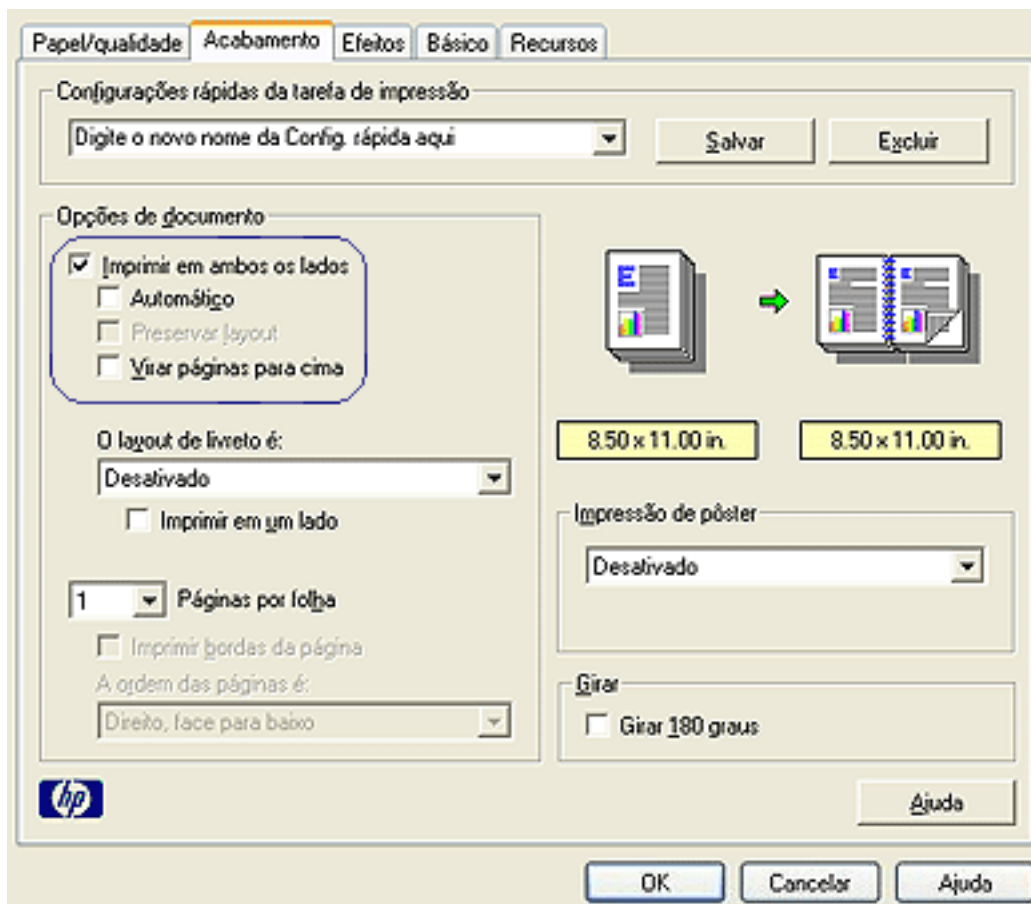 Papel/qualidade Acabamento Efeitos Básico Recursos
Configurações rápidas da tarefa de impressão
Digite o novo nome da Config. rápida aqui Salvar Excluir
Opções de documento
Imprimir em ambos os lados
Automático
Preservar layout
Virar páginas para cima
O layout de livreto é:
Desativado
Imprimir em um lado
1 Páginas por folha
Imprimir bordas da página
A ordem das páginas é:
Direito, face para baixo
E
E E
8.50 x 11.00 in. 8.50 x 11.00 in.
Impressão de pôster
Desativado
Girar
Girar 180 graus
hp
Ajuda
OK Cancelar Ajuda